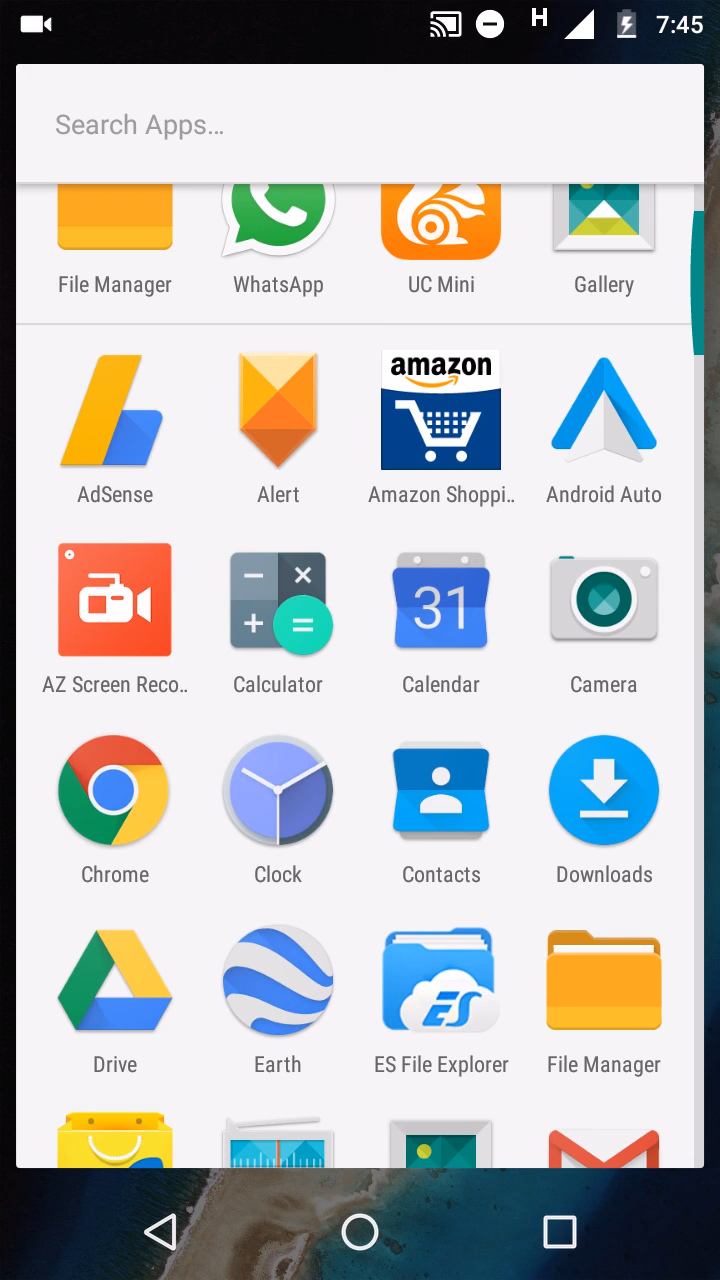 H 7:45
Search Apps...
File Manager WhatsApp UC Mini Gallery
amazon
AdSense Alert Amazon Shoppi.. Android Auto
31
AZ Screen Reco.. Calculator Calendar Camera
Chrome Clock Contacts Downloads
ES
Drive Earth ES File Explorer File Manager